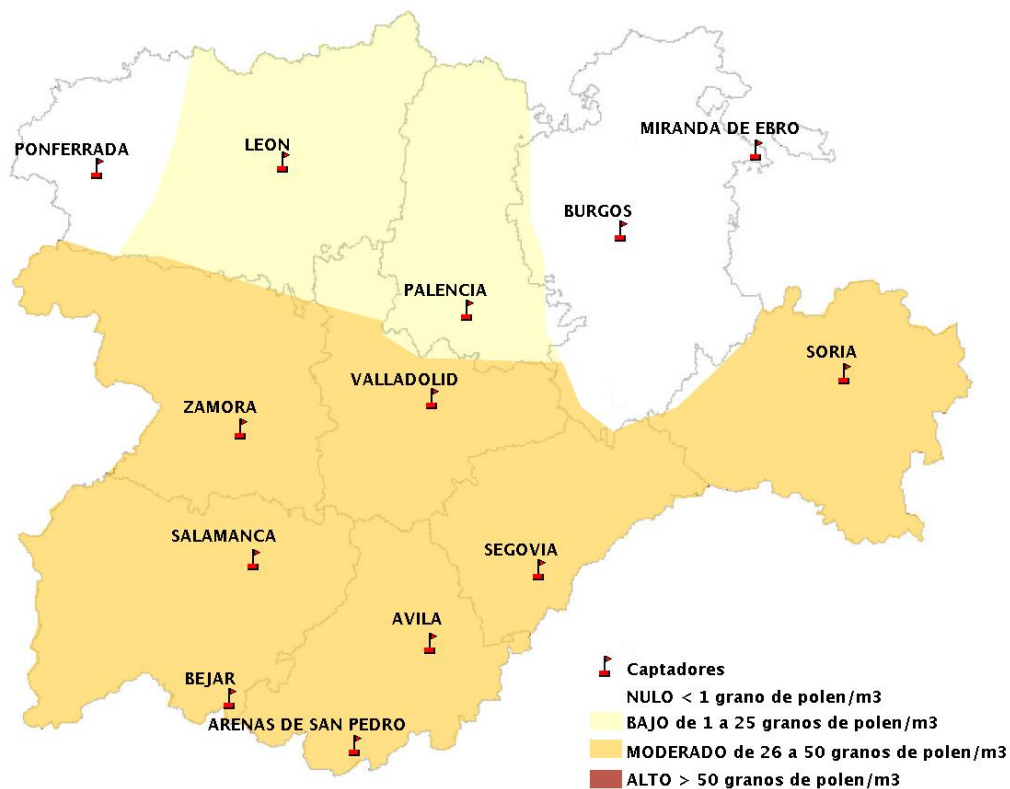 MIRANDA DE EBRO
PONFERRADA
LEON
BURGOS
PALENCIA
SORIA
VALLADOLID
ZAMORA
SALAMANCA
SEGOVIA
AVILA
BEJAR
ARENAS DE SAN PEDRO
Captadores
NULO < 1 grano de polen/m3
BAJO de 1 a 25 granos de polen/m3
MODERADO de 26 a 50 granos de polen/m3
ALTO > 50 granos de polen/m3